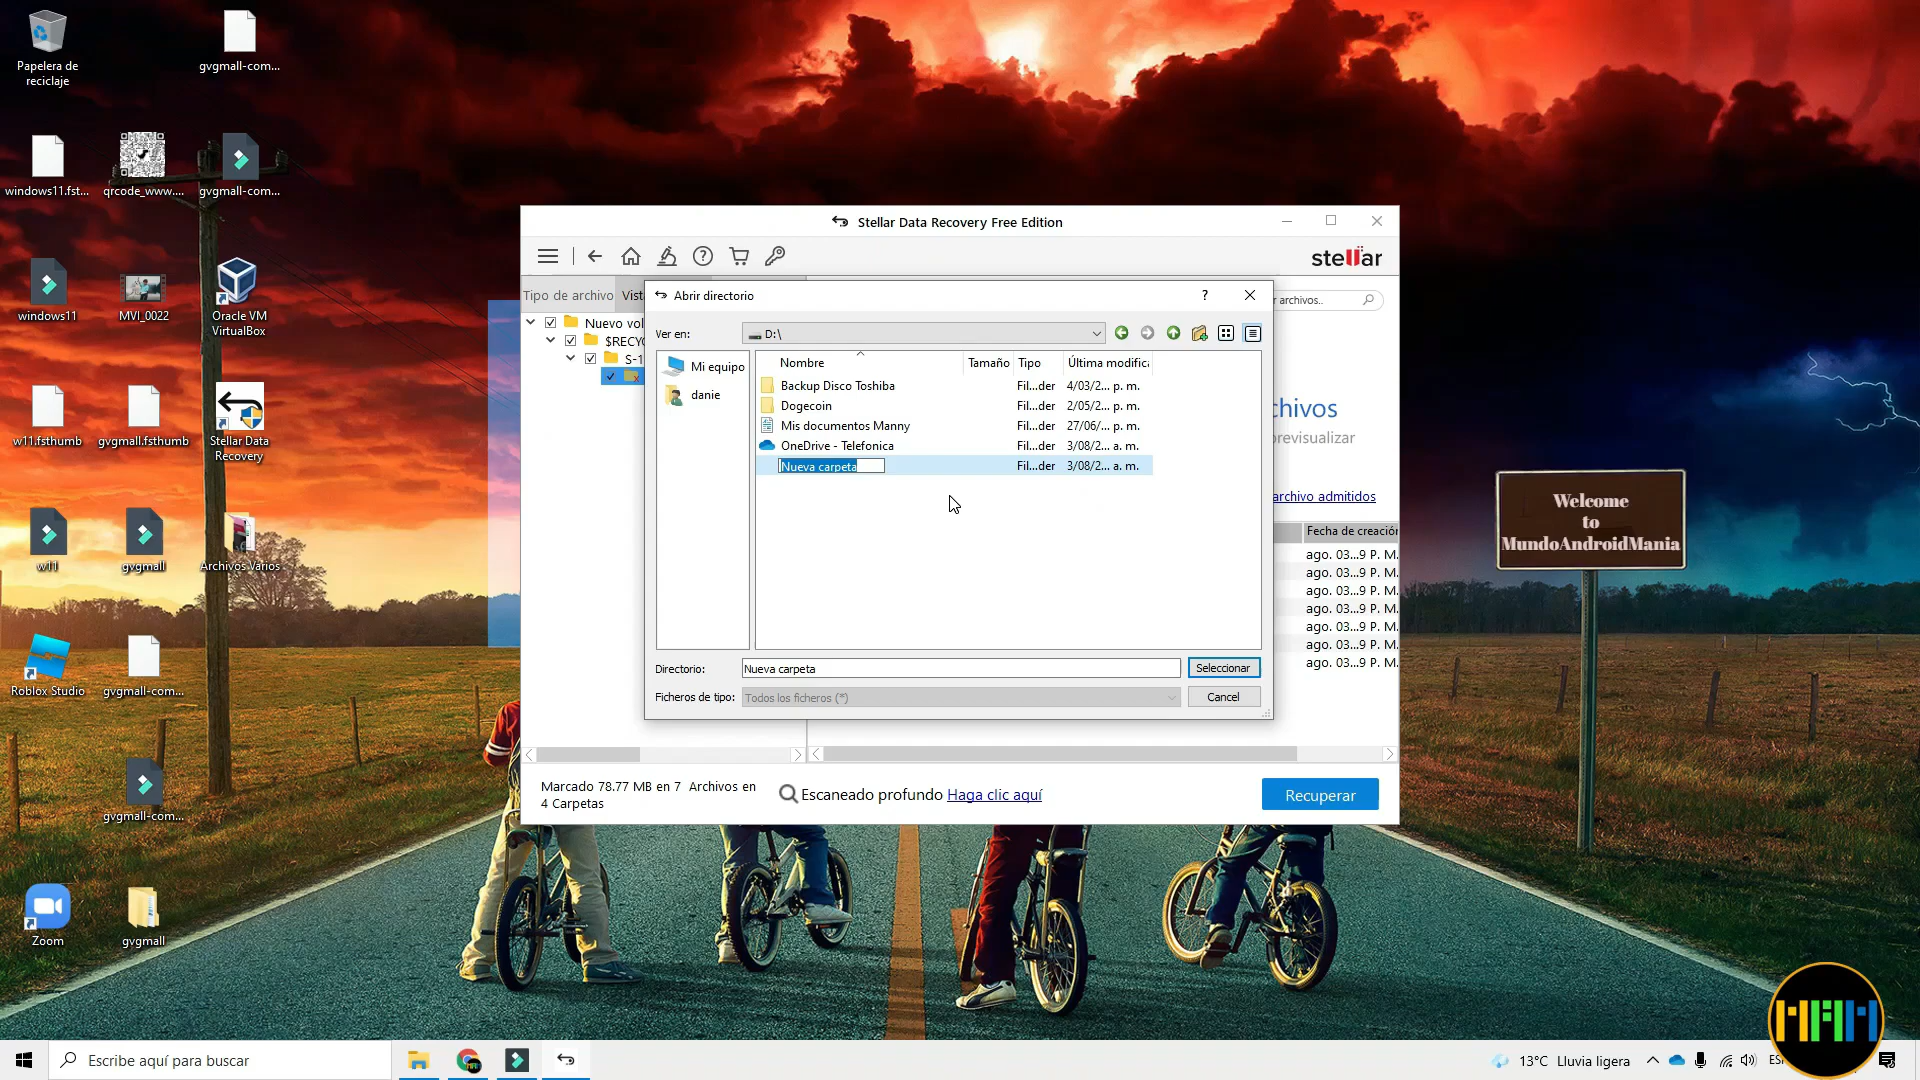 Papelera de
reciclaje
gvgmall-com...
windows11.fst...
qrcode_www....
gvgmall-com...
windows11
MVI_0022
Oracle VM
VirtualBox
w11.fsthumb
gvgmall.fsthumb
Stellar Data
Recovery
w11
gvgmall
Archivos Varios
Roblox Studio
gvgmall-com...
gvgmall-com...
Zoom
gvgmall
Stellar Data Recovery Free Edition
stellar
Tipo de archivo
Vist
Nuevo vol
$RECY
S-1
Abrir directorio
?
Ver en:
D:\
Mi equipo
danie
Nombre Tamaño Tipo Última modifica
Backup Disco Toshiba Fil...der 4/03/2... p. m.
Dogecoin Fil...der 2/05/2... p. m.
Mis documentos Manny Fil...der 27/06/... p. m.
OneDrive - Telefonica Fil...der 3/08/2... a. m.
Nueva carpeta Fil...der 3/08/2... a. m.
Directorio: Nueva carpeta Seleccionar
Ficheros de tipo: Todos los ficheros (*) Cancel
r archivos..
chivos
previsualizar
archivo admitidos
Fecha de creación
ago. 03...9 P. M.
ago. 03...9 P. M.
ago. 03...9 P. M.
ago. 03...9 P. M.
ago. 03...9 P. M.
ago. 03...9 P. M.
ago. 03...9 P. M.
Marcado 78.77 MB en 7 Archivos en
4 Carpetas
Escaneado profundo Haga clic aquí
Recuperar
Welcome
to
MundoAndroidMania
MAM
Escribe aquí para buscar
13°C Lluvia ligera
ES